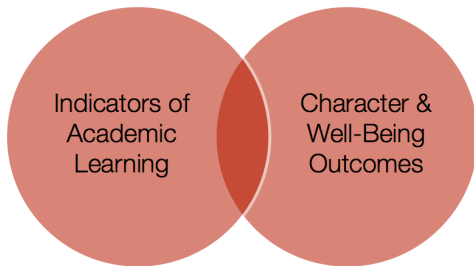 Indicators of
Academic
Learning
Character &
Well-Being
Outcomes